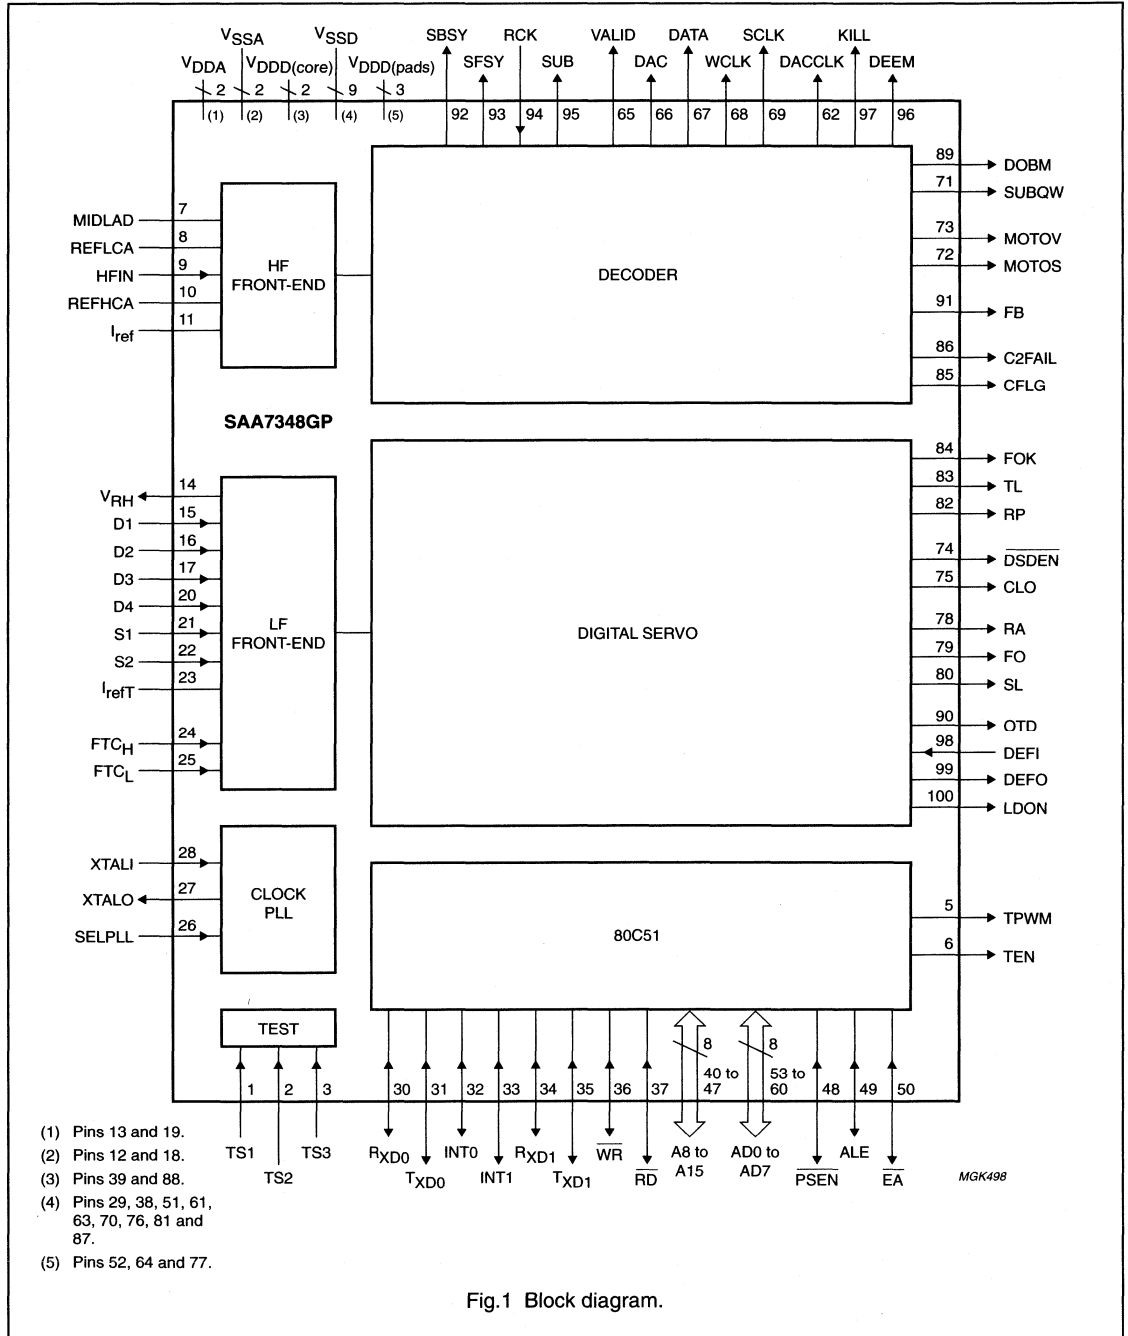 VSSA VSSD SBSY RCK VALID DATA SCLK KILL
VDDA VDDD(core) VDDD(pads) SFSY SUB DAC WCLK DACCLK DEEM
2 2 2 9 3
(1) (2) (3) (4) (5) 92 93 94 95 65 66 67 68 69 62 97 96
89 DOBM
71 SUBQW
73 MOTOV
72 MOTOS
91 FB
86 C2FAIL
85 CFLG
MIDLAD 7
REFLCA 8
HFIN 9
REFHCA 10
Iref 11
HF
FRONT-END
DECODER
SAA7348GP
VRH 14
D1 15
D2 16
D3 17
D4 20
S1 21
S2 22
IrefT 23
FTCH 24
FTCL 25
LF
FRONT-END
DIGITAL SERVO
84 FOK
83 TL
82 RP
74 DSDEN
75 CLO
78 RA
79 FO
80 SL
90 OTD
98 DEFI
99 DEFO
100 LDON
XTALI 28
XTALO 27
SELPLL 26
CLOCK
PLL
80C51
5 TPWM
6 TEN
TEST
8 8
40 to 53 to
1 2 3 30 31 32 33 34 35 36 37 47 60 48 49 50
TS1 TS3 RXD0 INT0 RXD1 WR A8 to AD0 to ALE
TS2 TXD0 INT1 TXD1 RD A15 AD7 PSEN EA
MGK498
(1) Pins 13 and 19.
(2) Pins 12 and 18.
(3) Pins 39 and 88.
(4) Pins 29, 38, 51, 61,
63, 70, 76, 81 and
87.
(5) Pins 52, 64 and 77.
Fig.1 Block diagram.